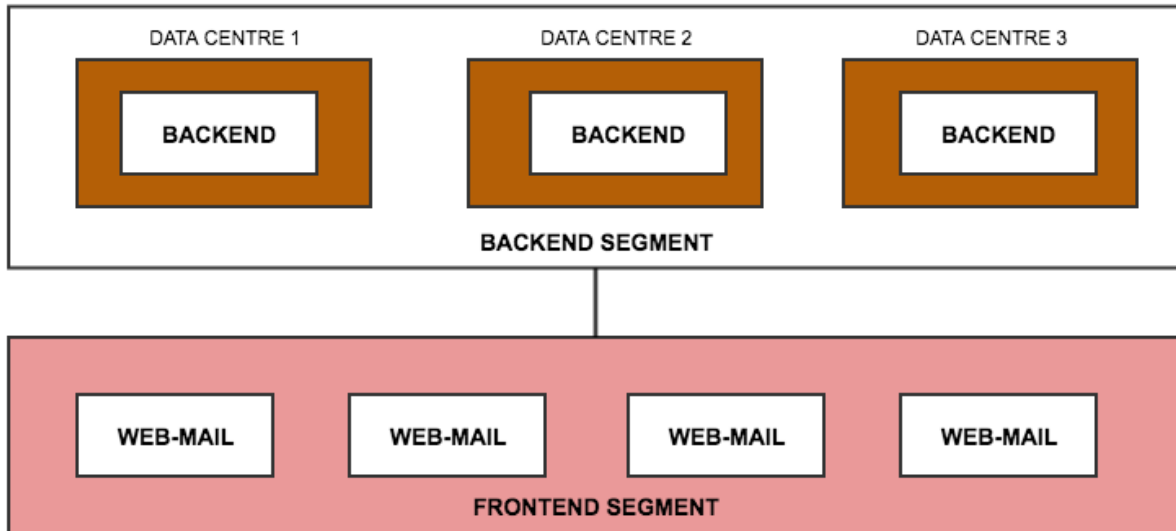 DATA CENTRE 1
DATA CENTRE 2
DATA CENTRE 3
BACKEND
BACKEND
BACKEND
BACKEND SEGMENT
WEB-MAIL
WEB-MAIL
WEB-MAIL
WEB-MAIL
FRONTEND SEGMENT